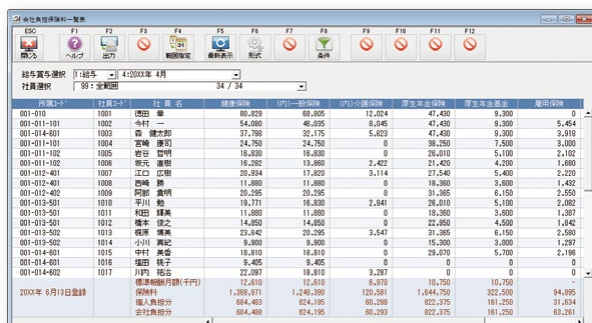 会社負担保険料一覧表
ESC F1 F2 F3 F4 F5 F6 F7 F8 F9 F10 F11 F12
閉じる ヘルプ 出力 範囲指定 最新表示 形式 条件
給与賞与選択 1:給与 4:20XX年 4月
社員選択 99:全範囲 34 / 34
所属コード 社員コード 社員名 健康保険 (内)一般保険 (内)介護保険 厚生年金保険 厚生年金基金 雇用保険
001-010 1001 徳田 章 80.829 68.805 12.024 47.430 9.300 0
001-011-101 1002 今村 一 54.080 46.035 8.045 47.430 9.300 5.454
001-014-601 1003 森 健太郎 37.798 32.175 5.623 47.430 9.300 3.918
001-011-101 1004 宮崎 康司 24.750 24.750 0 38.250 7.500 3.000
001-011-102 1005 岩谷 哲明 16.830 16.830 0 26.010 5.100 2.102
001-011-102 1006 坂元 直樹 16.282 13.860 2.422 21.420 4.200 1.680
001-012-401 1007 江口 広樹 20.934 17.820 3.114 27.540 5.400 2.220
001-012-401 1008 西崎 勝 11.880 11.880 0 18.360 3.600 1.432
001-012-402 1009 阿部 貴明 20.295 20.295 0 31.365 6.150 2.550
001-013-501 1010 平川 勉 19.771 16.830 2.941 26.010 5.100 2.082
001-013-501 1011 和田 輝美 11.880 11.880 0 18.360 3.600 1.387
001-013-502 1012 橋本 俊之 14.850 14.850 0 22.950 4.500 1.842
001-013-502 1013 梶原 博美 23.842 20.295 3.547 31.365 6.150 2.580
001-013-502 1014 小川 真紀 9.900 9.900 0 15.300 3.000 1.297
001-014-601 1015 中村 美香 18.810 18.810 0 29.070 5.700 2.196
001-014-601 1016 塩田 桃子 9.405 9.405 0 0 0 0
001-014-602 1017 川内 祐治 22.097 18.810 3.287 0 0 0
標準報酬月額(千円) 12.610 12.610 6.970 10.750 10.750 -
20XX年 6月13日登録 保険料 1.368.971 1.248.390 120.581 1.644.750 322.500 94.895
個人負担分 684.483 624.195 60.288 822.375 161.250 31.634
会社負担分 684.488 624.195 60.293 822.375 161.250 63.261